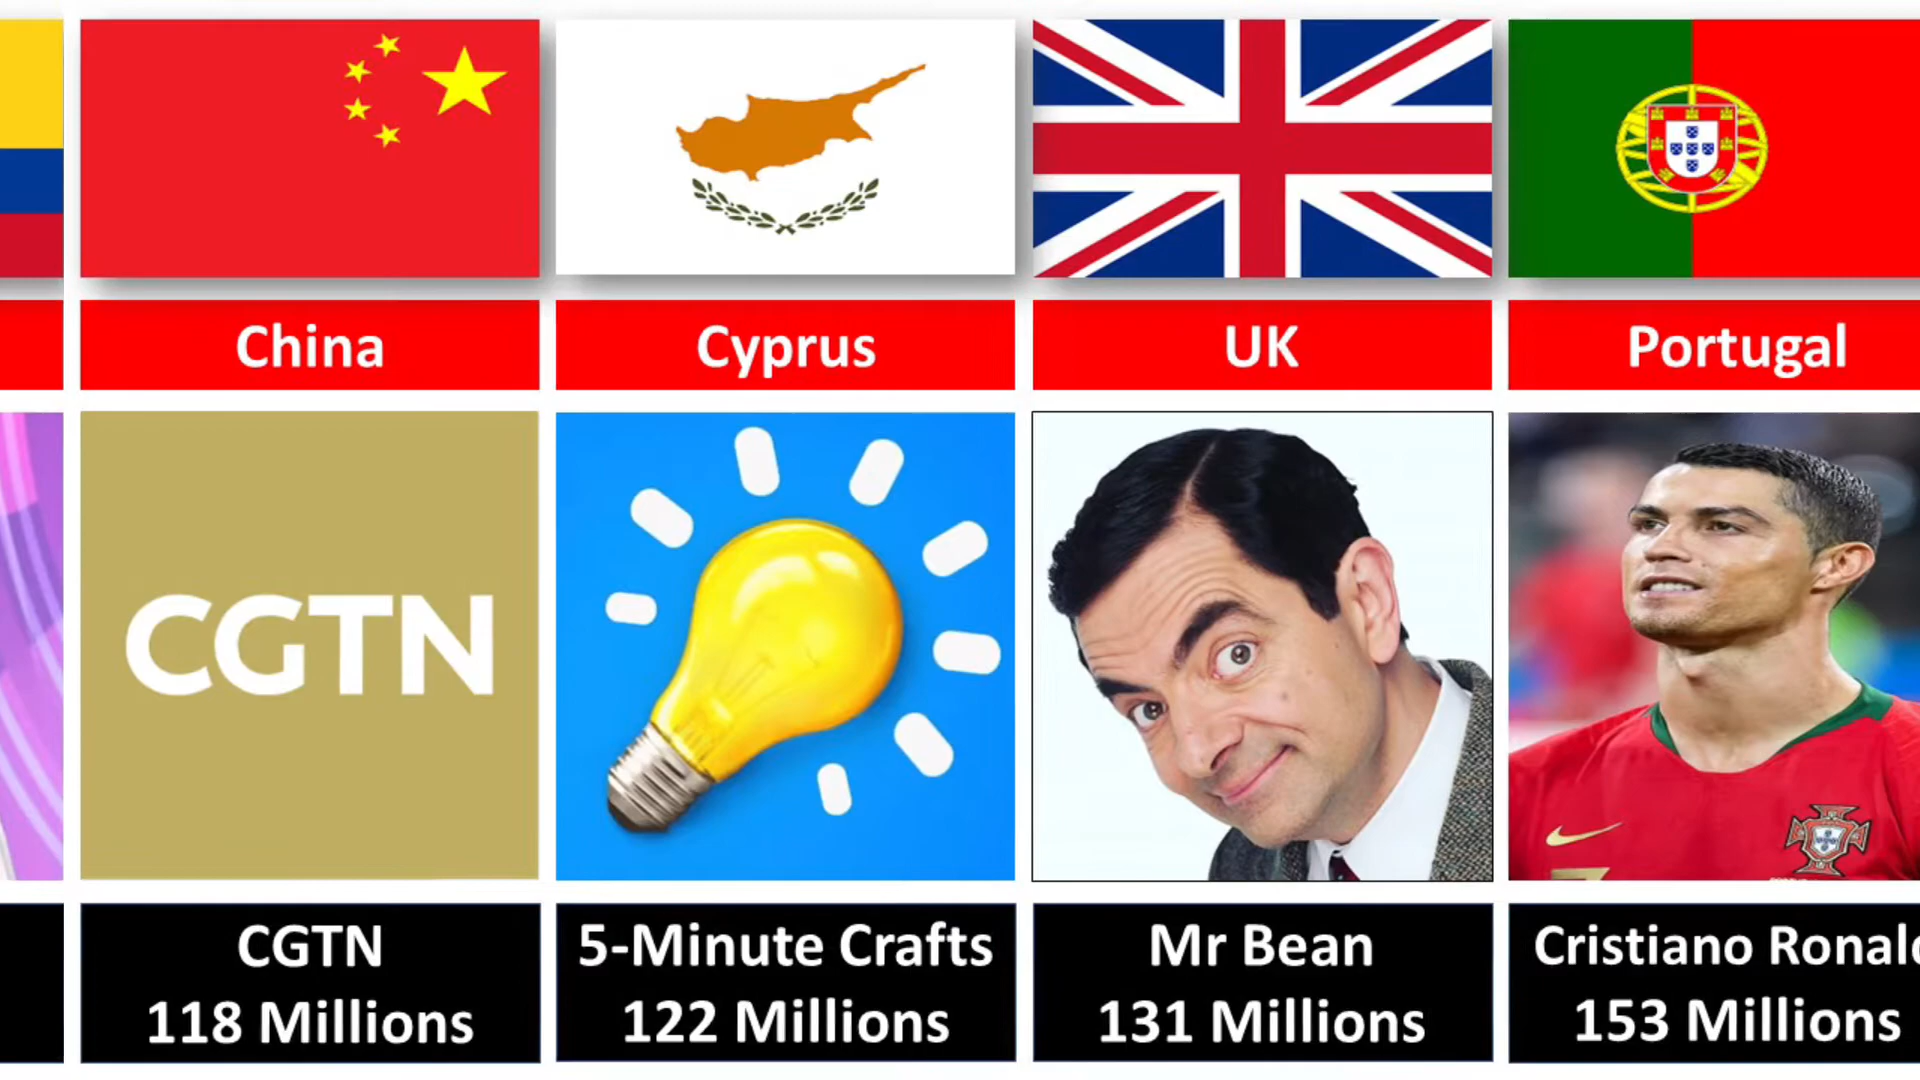 China
Cyprus
UK
Portugal
CGTN
CGTN
118 Millions
5-Minute Crafts
122 Millions
Mr Bean
131 Millions
Cristiano Ronald
153 Millions